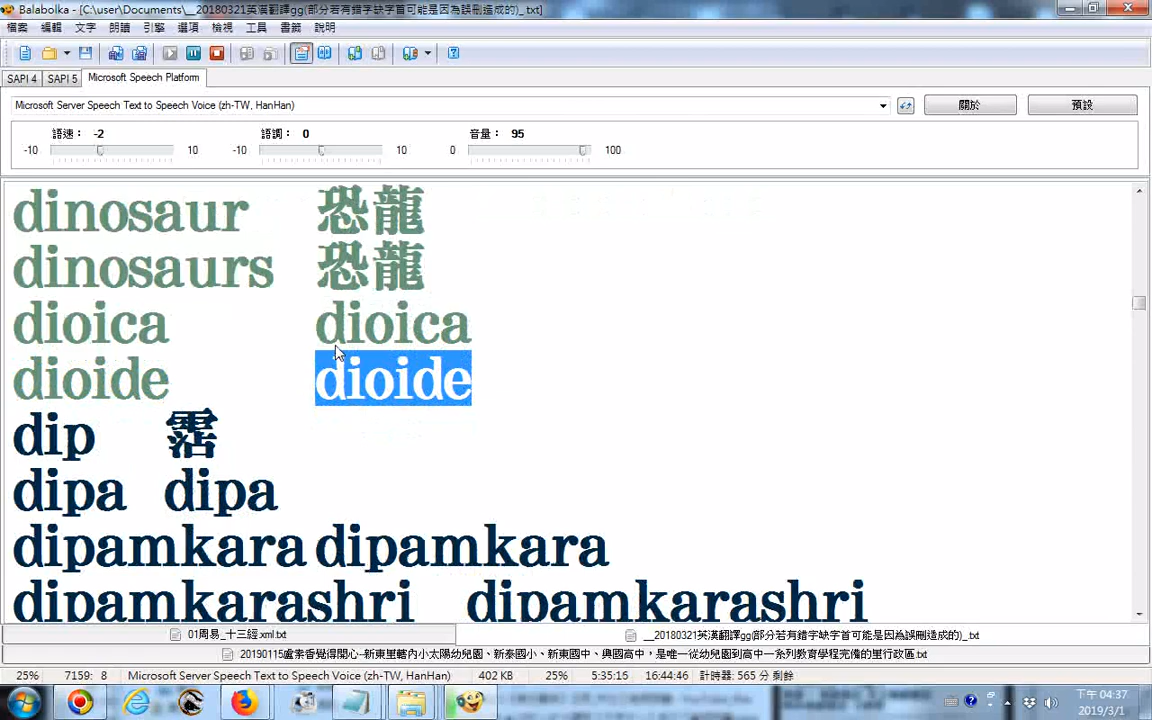 Balabolka - [C:\user\Documents\__20180321英漢翻譯gg(部分若有錯字缺字首可能是因為誤刪造成的)_.txt]
檔案 編輯 文字 朗讀 引擎 選項 檢視 工具 書籤 說明
SAPI 4 SAPI 5 Microsoft Speech Platform
Microsoft Server Speech Text to Speech Voice (zh-TW, HanHan) 關於 預設
語速： -2 語調： 0 音量： 95
-10 10 -10 10 0 100
dinosaur 恐龍
dinosaurs 恐龍
dioica dioica
dioide dioide
dip 霑
dipa dipa
dipamkara dipamkara
dipamkarashri dipamkarashri
01周易_十三經.xml.txt __20180321英漢翻譯gg(部分若有錯字缺字首可能是因為誤刪造成的)_.txt
20190115盧素香覺得開心--新東里轄內小太陽幼兒園、新泰國小、新東國中、興國高中，是唯一從幼兒園到高中一系列教育學程完備的里行政區.txt
25% 7159: 8 Microsoft Server Speech Text to Speech Voice (zh-TW, HanHan) 402 KB 25% 5:35:15 16:44:46 計時器: 565 分 剩餘
下午 04:37
2019/3/1